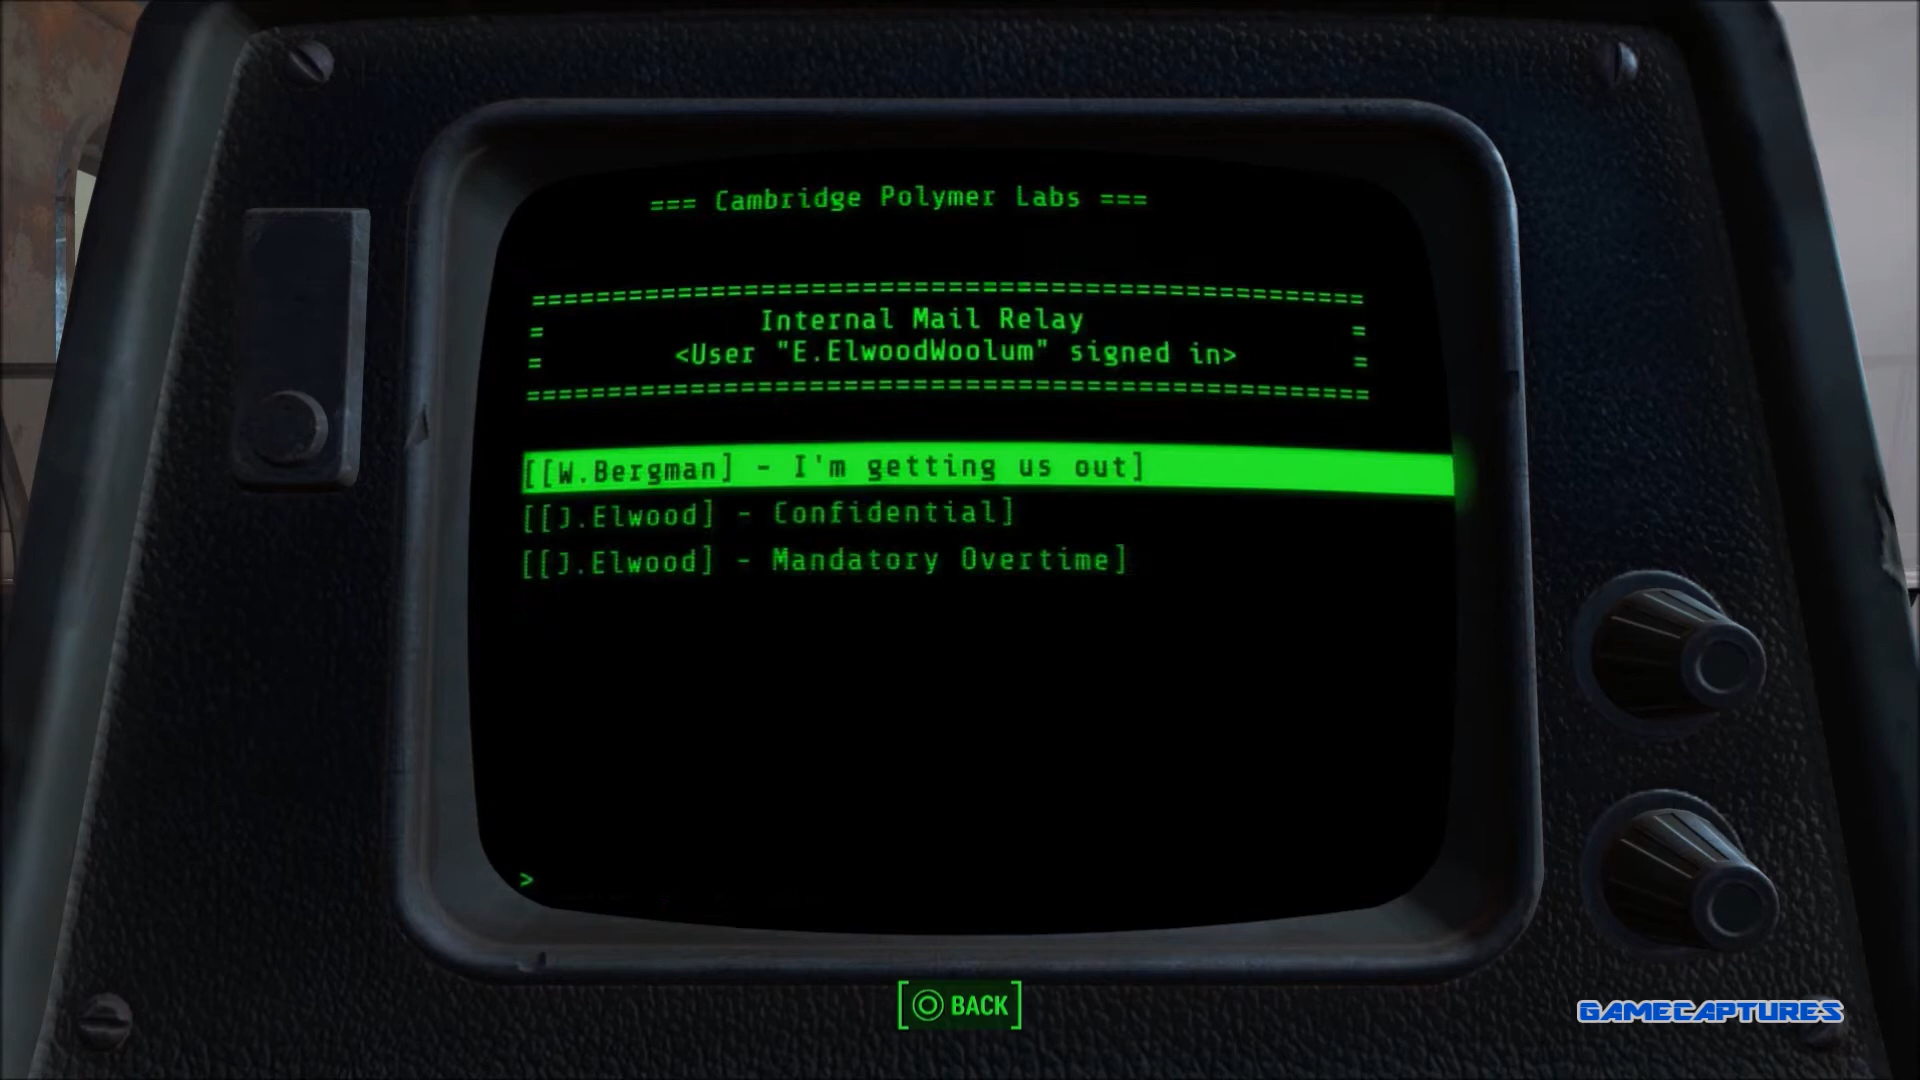 === Cambridge Polymer Labs ===
==================================================
= Internal Mail Relay =
= <User "E.ElwoodWoolum" signed in> =
==================================================
[[W.Bergman] - I'm getting us out]
[[J.Elwood] - Confidential]
[[J.Elwood] - Mandatory Overtime]
>
[◎ BACK]
GAMECAPTURES